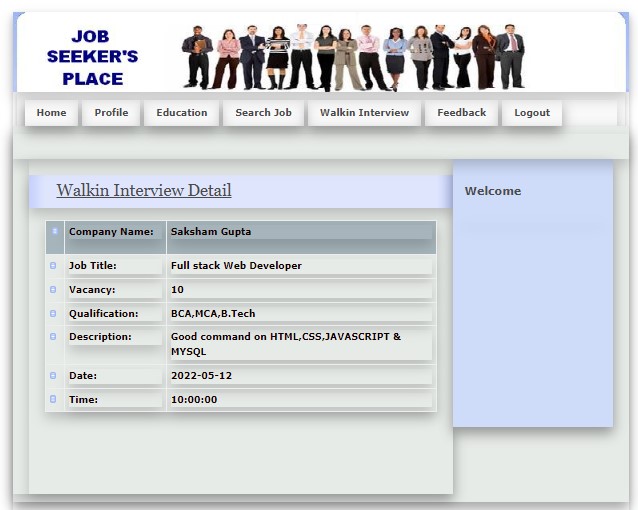 JOB
SEEKER'S
PLACE
Home Profile Education Search Job Walkin Interview Feedback Logout
Walkin Interview Detail
Welcome
Company Name: Saksham Gupta
Job Title: Full stack Web Developer
Vacancy: 10
Qualification: BCA,MCA,B.Tech
Description: Good command on HTML,CSS,JAVASCRIPT &
MYSQL
Date: 2022-05-12
Time: 10:00:00